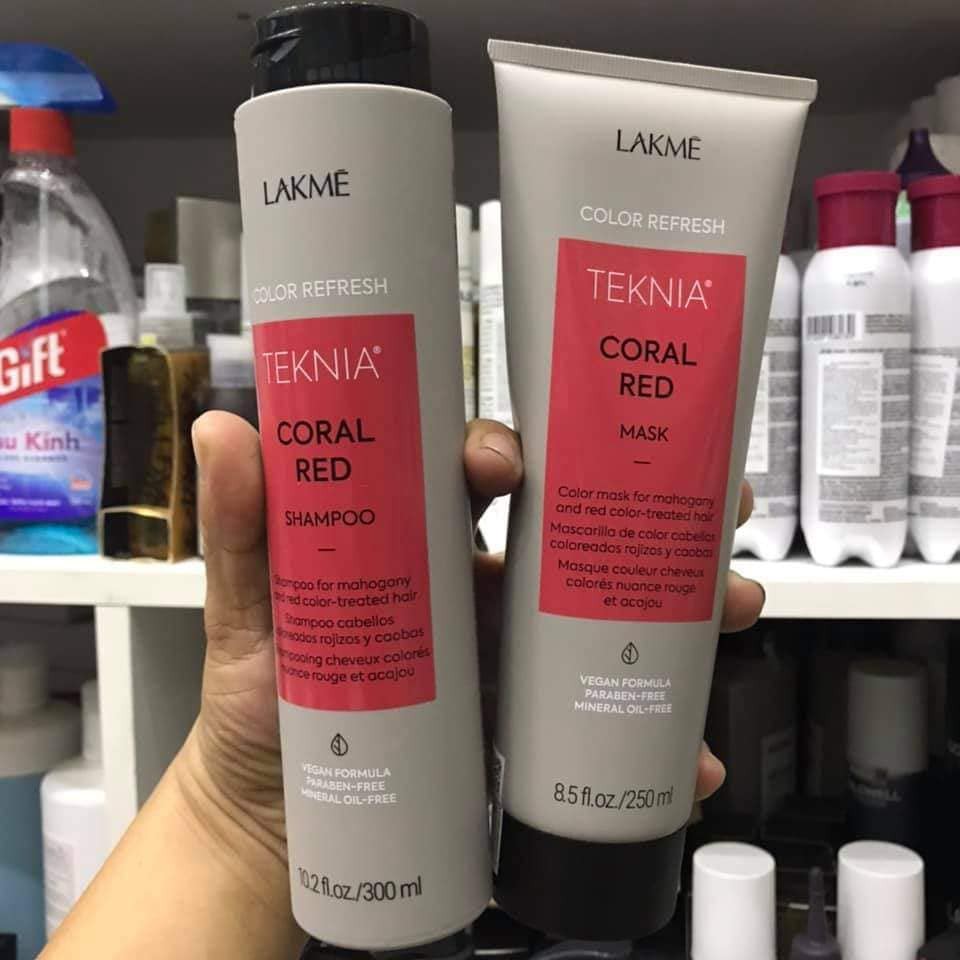 LAKMĒ
COLOR REFRESH
TEKNIA®
CORAL
RED
SHAMPOO
Shampoo for mahogany
and red color-treated hair
Shampoo cabellos
coloreados rojizos y caobas
Shampooing cheveux colorés
nuance rouge et acajou
VEGAN FORMULA
PARABEN-FREE
MINERAL OIL-FREE
10.2 fl.oz./300 ml
LAKMĒ
COLOR REFRESH
TEKNIA®
CORAL
RED
MASK
Color mask for mahogany
and red color-treated hair
Mascarilla de color cabellos
coloreados rojizos y caobas
Masque couleur cheveux
colorés nuance rouge
et acajou
VEGAN FORMULA
PARABEN-FREE
MINERAL OIL-FREE
8.5 fl.oz./250 ml
Gift
Kính